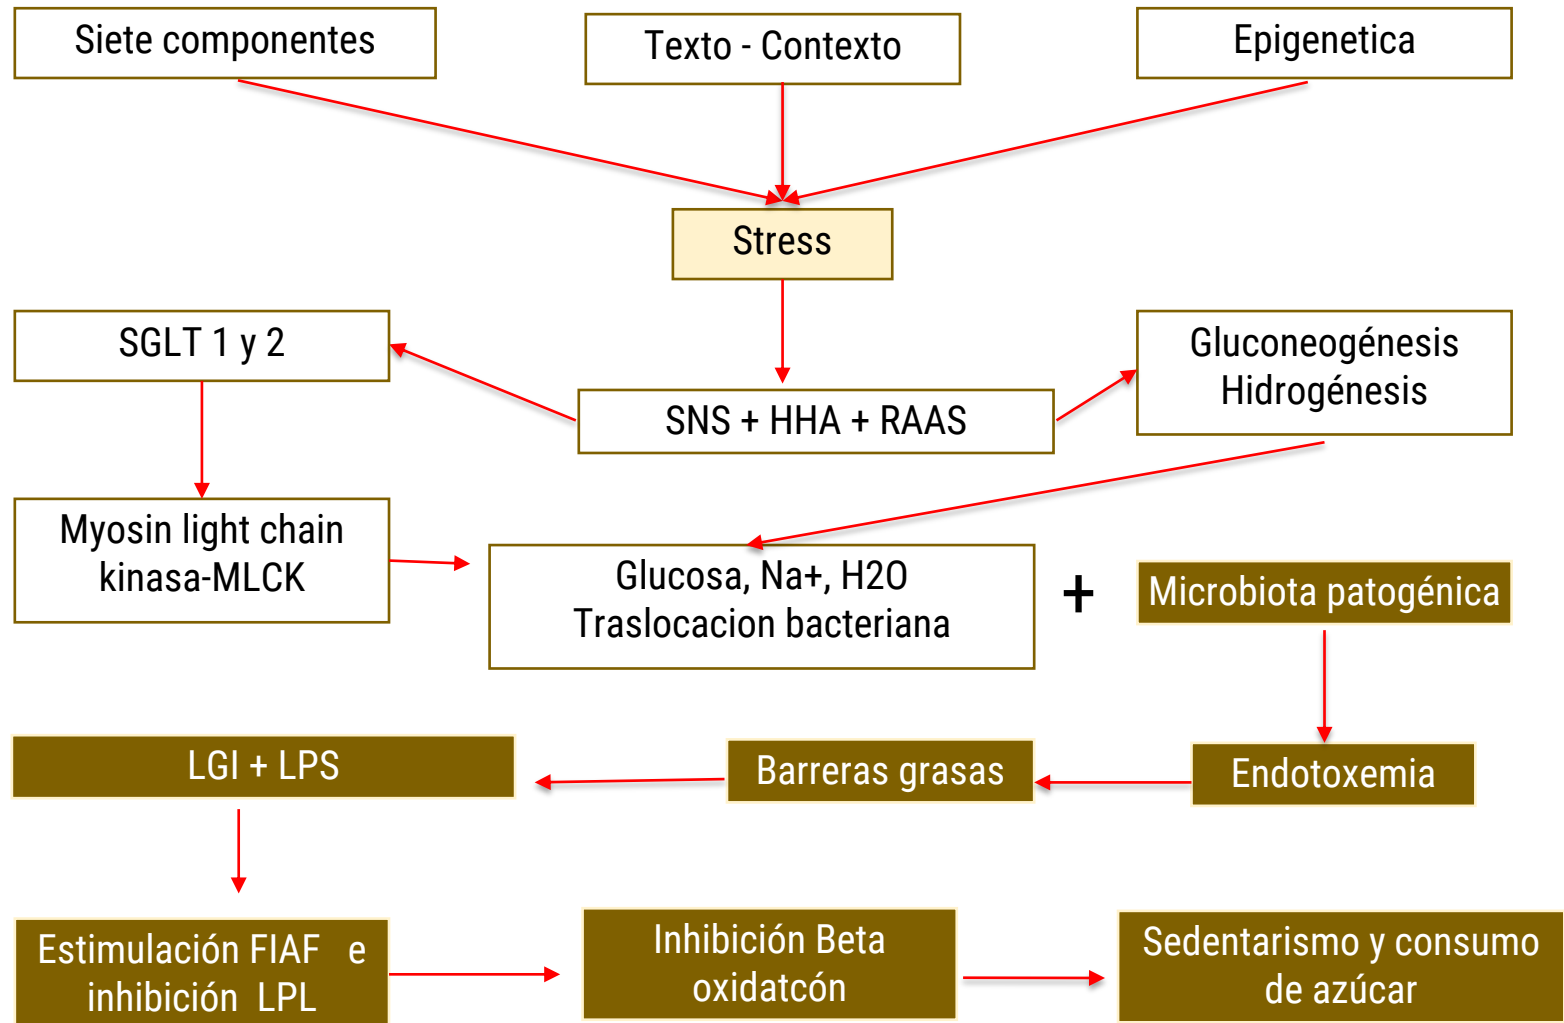 Siete componentes
Texto - Contexto
Epigenetica
Stress
SGLT 1 y 2
Gluconeogénesis
Hidrogénesis
SNS + HHA + RAAS
Myosin light chain
kinasa-MLCK
Glucosa, Na+, H2O
Traslocacion bacteriana
+
Microbiota patogénica
LGI + LPS
Barreras grasas
Endotoxemia
Estimulación FIAF e
inhibición LPL
Inhibición Beta
oxidatcón
Sedentarismo y consumo
de azúcar